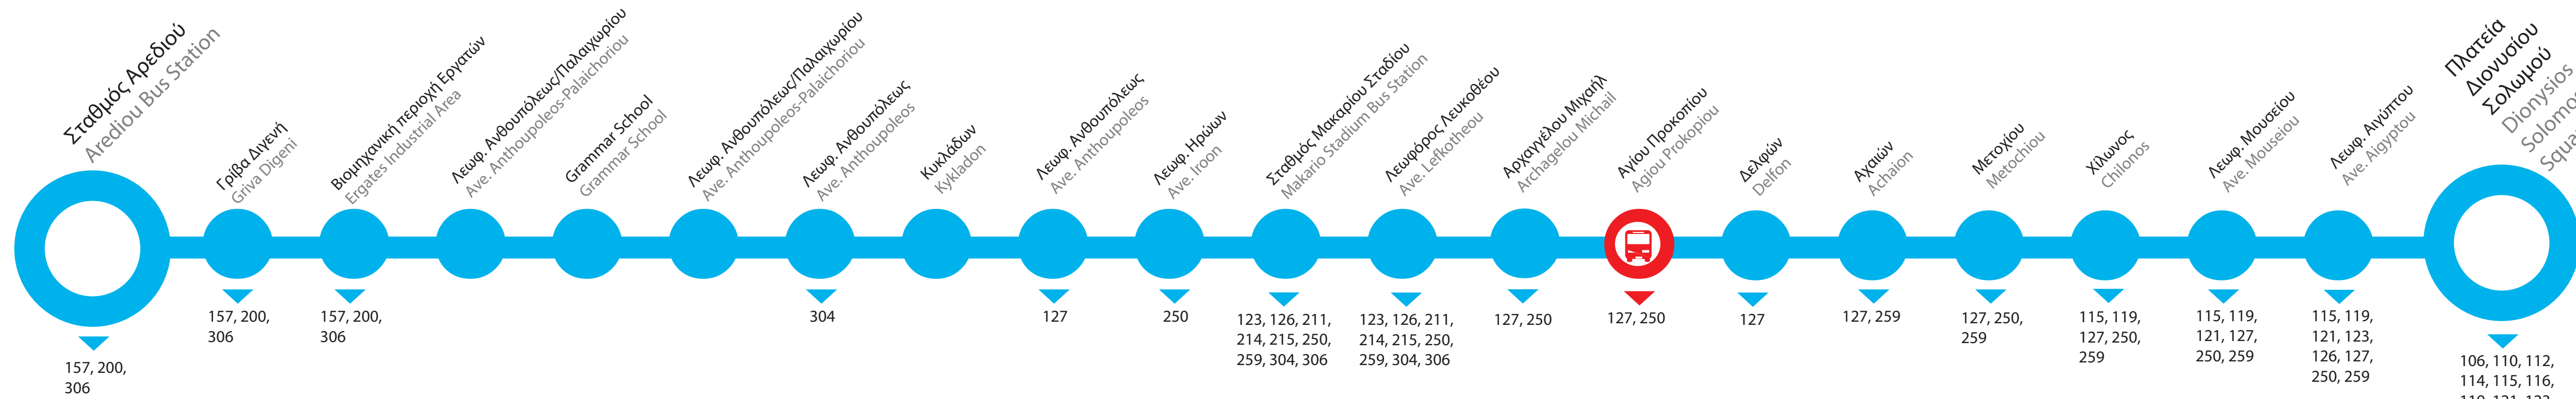 Σταθμός Αρεδιού
Arediou Bus Station
157, 200,
306
Γρίβα Διγενή
Griva Digeni
157, 200,
306
Βιομηχανική περιοχή Εργατών
Ergates Industrial Area
157, 200,
306
Λεωφ. Ανθουπόλεως/Παλαιχωρίου
Ave. Anthoupoleos-Palaichoriou
Grammar School
Grammar School
Λεωφ. Ανθουπόλεως/Παλαιχωρίου
Ave. Anthoupoleos-Palaichoriou
Λεωφ. Ανθουπόλεως
Ave. Anthoupoleos
304
Κυκλάδων
Kykladon
Λεωφ. Ανθουπόλεως
Ave. Anthoupoleos
127
Λεωφ. Ηρώων
Ave. Iroon
250
Σταθμός Μακαρίου Σταδίου
Makario Stadium Bus Station
123, 126, 211,
214, 215, 250,
259, 304, 306
Λεωφόρος Λευκοθέου
Ave. Lefkotheou
123, 126, 211,
214, 215, 250,
259, 304, 306
Αρχαγγέλου Μιχαήλ
Archagelou Michail
127, 250
Αγίου Προκοπίου
Agiou Prokopiou
127, 250
Δελφών
Delfon
127
Αχαιών
Achaion
127, 259
Μετοχίου
Metochiou
127, 250,
259
Χίλωνος
Chilonos
115, 119,
127, 250,
259
Λεωφ. Μουσείου
Ave. Mouseiou
115, 119,
121, 127,
250, 259
Λεωφ. Αιγύπτου
Ave. Aigyptou
115, 119,
121, 123,
126, 127,
250, 259
Πλατεία
Διονυσίου
Σολωμού
Dionysios
106, 110, 112,
114, 115, 116,